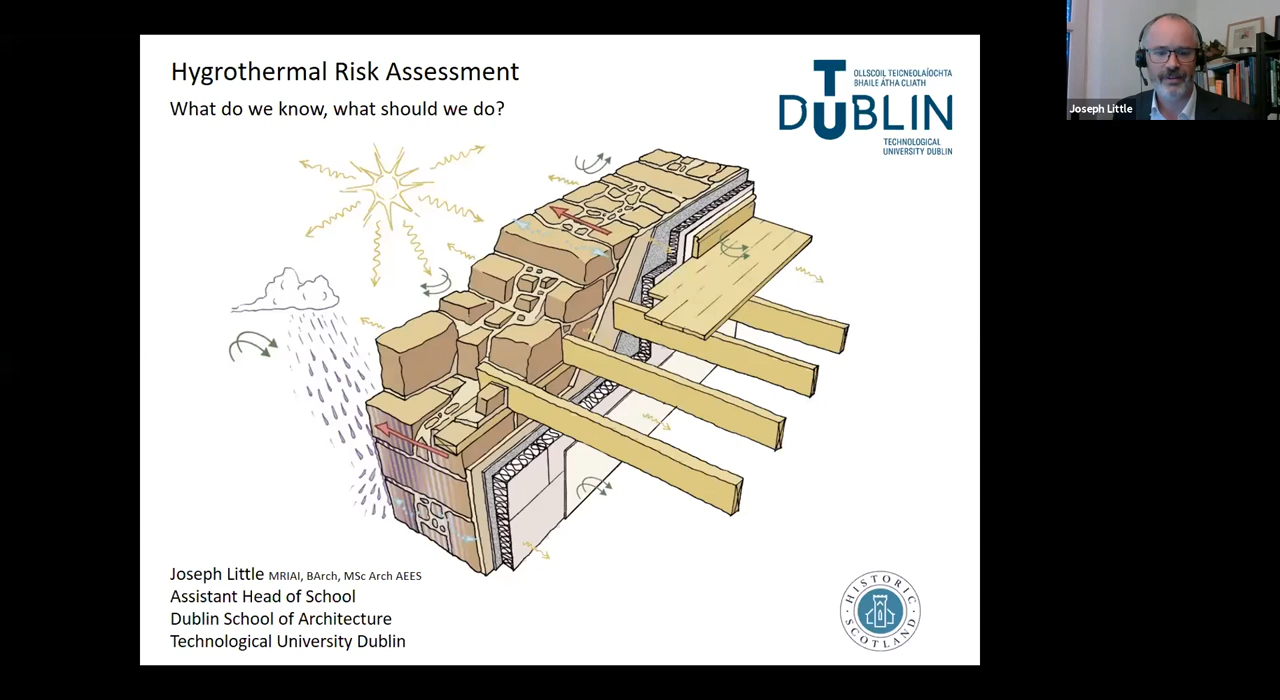 Hygrothermal Risk Assessment
What do we know, what should we do?
OLLSCOIL TEICNEOLAÍOCHTA
BHAILE ÁTHA CLIATH
TU DUBLIN
TECHNOLOGICAL
UNIVERSITY DUBLIN
Joseph Little
Joseph Little MRIAI, BArch, MSc Arch AEES
Assistant Head of School
Dublin School of Architecture
Technological University Dublin
HISTORIC
SCOTLAND